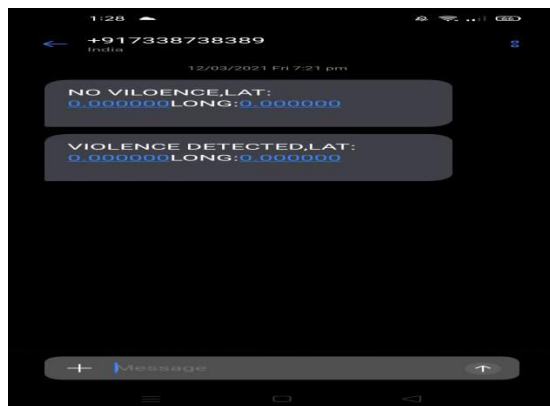 1:28
+917338738389
India
12/03/2021 Fri 7:21 pm
NO VILOENCE,LAT:
0.000000LONG:0.000000
VIOLENCE DETECTED,LAT:
0.000000LONG:0.000000
Message